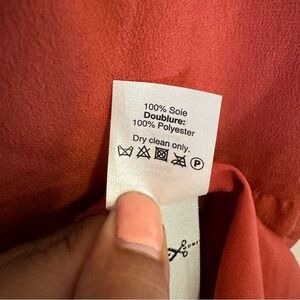 100% Soie
Doublure:
100% Polyester
Dry clean only.
P